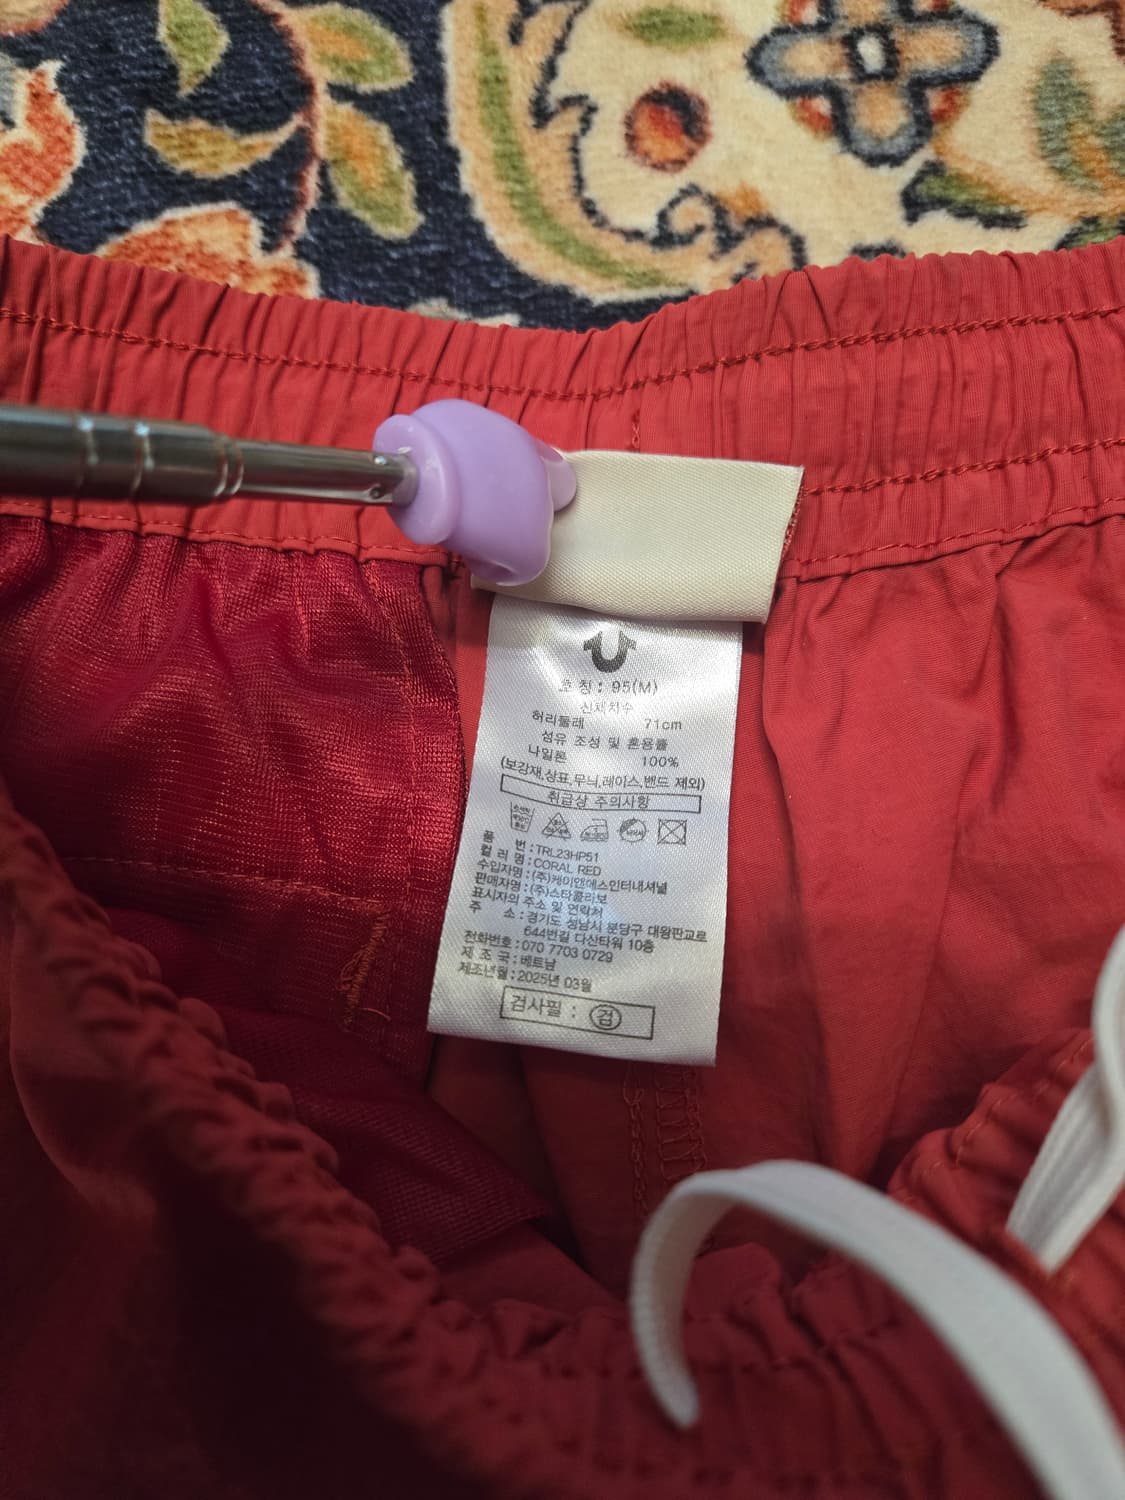 호 칭 : 95(M)
신체치수
허리둘레 71cm
섬유 조성 및 혼용률
나일론 100%
(보강재,상표,무늬,레이스,밴드 제외)
취급상 주의사항
품 번 : TRL23HP51
컬 러 명 : CORAL RED
수입자명 : (주)케이앤에스인터내셔널
판매자명 : (주)스타콜라보
표시자의 주소 및 연락처
주 소 : 경기도 성남시 분당구 대왕판교로
644번길 다산타워 10층
전화번호 : 070 7703 0729
제 조 국 : 베트남
제조년월 : 2025년 03월
검사필 : 검